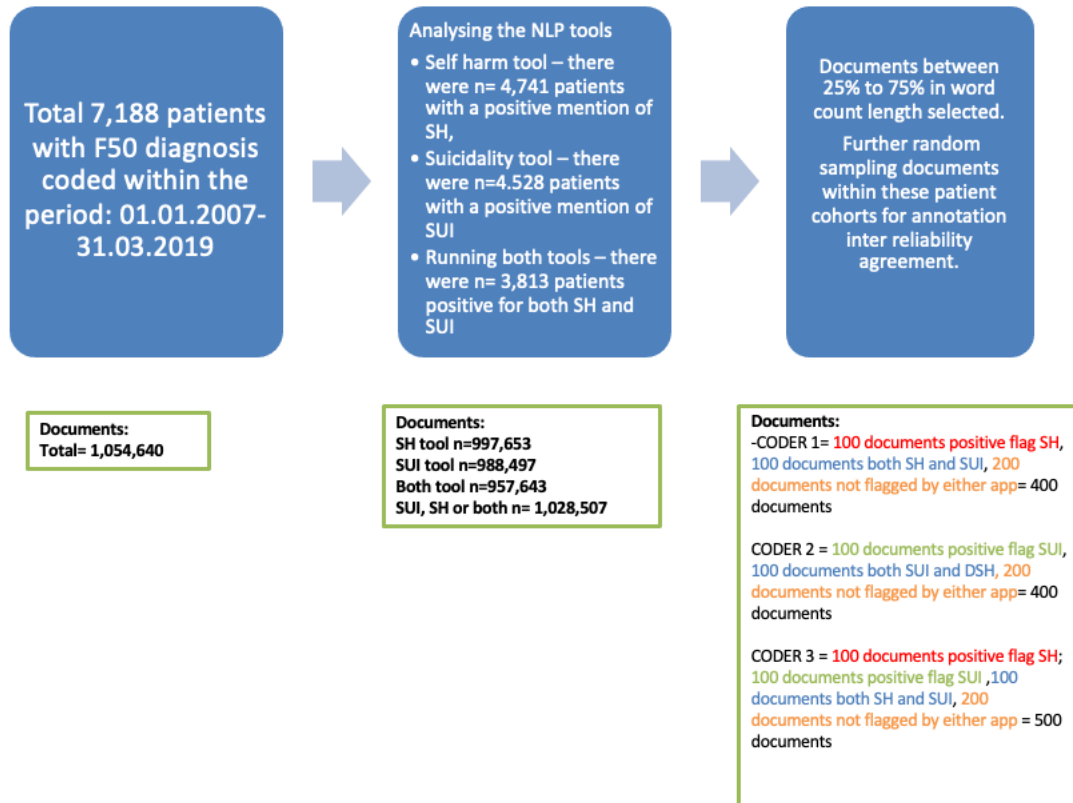 Total 7,188 patients
with F50 diagnosis
coded within the
period: 01.01.2007-
31.03.2019
Analysing the NLP tools
• Self harm tool – there
were n= 4,741 patients
with a positive mention of
SH,
• Suicidality tool – there
were n=4.528 patients
with a positive mention of
SUI
• Running both tools – there
were n= 3,813 patients
positive for both SH and
SUI
Documents between
25% to 75% in word
count length selected.
Further random
sampling documents
within these patient
cohorts for annotation
inter reliability
agreement.
Documents:
Total= 1,054,640
Documents:
SH tool n=997,653
SUI tool n=988,497
Both tool n=957,643
SUI, SH or both n= 1,028,507
Documents:
-CODER 1= 100 documents positive flag SH,
100 documents both SH and SUI, 200
documents not flagged by either app= 400
documents
CODER 2 = 100 documents positive flag SUI,
100 documents both SUI and DSH, 200
documents not flagged by either app= 400
documents
CODER 3 = 100 documents positive flag SH;
100 documents positive flag SUI ,100
documents both SH and SUI, 200
documents not flagged by either app = 500
documents